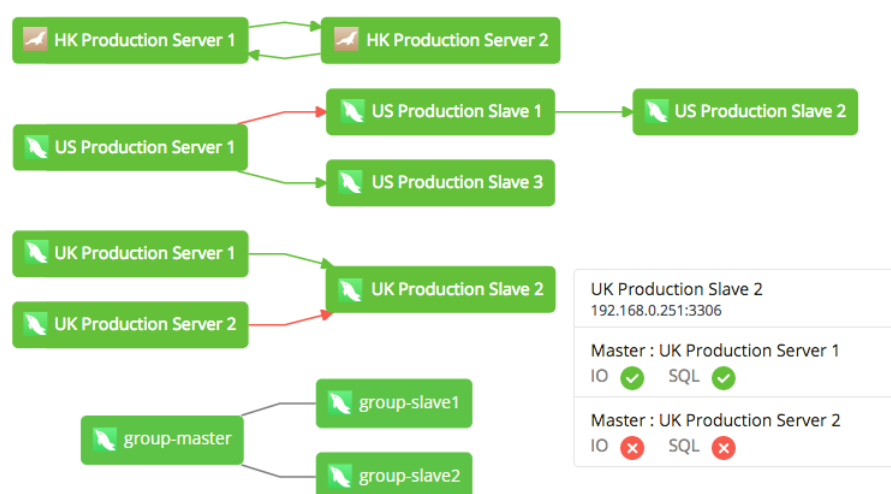 HK Production Server 1
HK Production Server 2
US Production Slave 1
US Production Slave 2
US Production Server 1
US Production Slave 3
UK Production Server 1
UK Production Slave 2
UK Production Server 2
UK Production Slave 2
192.168.0.251:3306
Master : UK Production Server 1
IO SQL
Master : UK Production Server 2
IO SQL
group-slave1
group-master
group-slave2